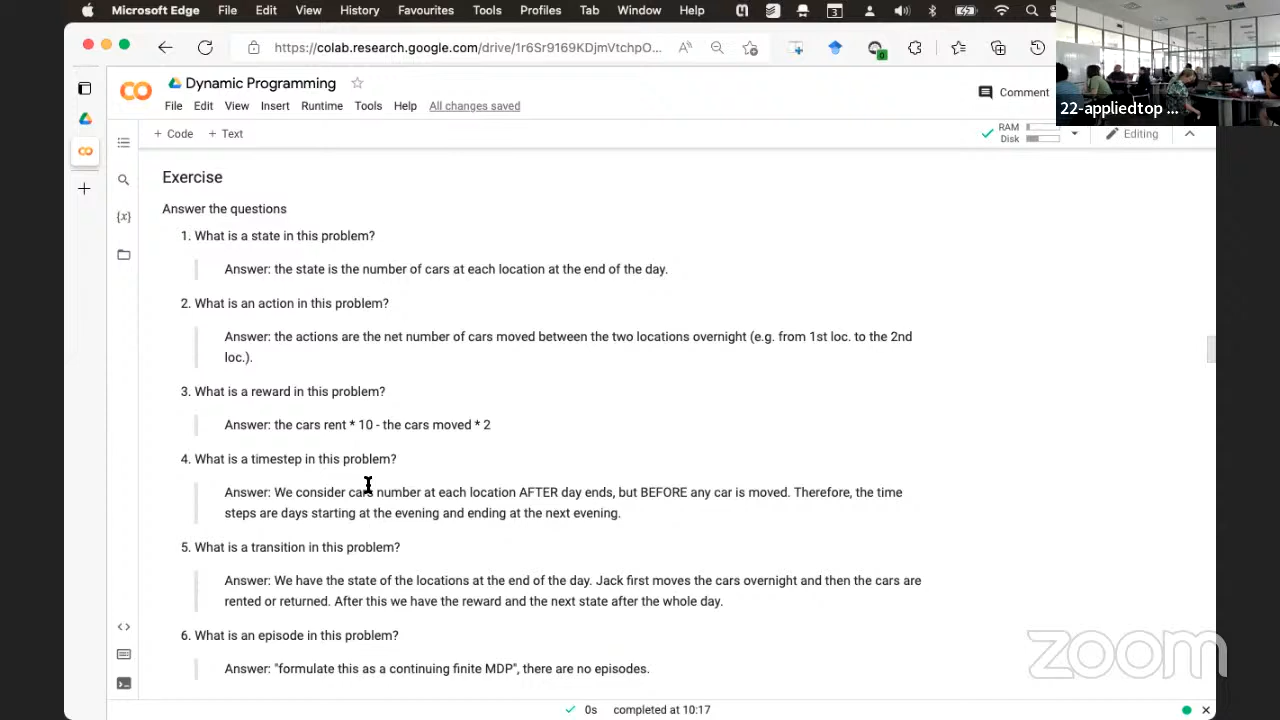 Microsoft Edge File Edit View History Favourites Tools Profiles Tab Window Help
https://colab.research.google.com/drive/1r6Sr9169KDjmVtchpO...
22-appliedtop ...
Dynamic Programming
File Edit View Insert Runtime Tools Help All changes saved
Comment
+ Code + Text
RAM
Disk
Editing
Exercise
Answer the questions
1. What is a state in this problem?
Answer: the state is the number of cars at each location at the end of the day.
2. What is an action in this problem?
Answer: the actions are the net number of cars moved between the two locations overnight (e.g. from 1st loc. to the 2nd
loc.).
3. What is a reward in this problem?
Answer: the cars rent * 10 - the cars moved * 2
4. What is a timestep in this problem?
Answer: We consider cars number at each location AFTER day ends, but BEFORE any car is moved. Therefore, the time
steps are days starting at the evening and ending at the next evening.
5. What is a transition in this problem?
Answer: We have the state of the locations at the end of the day. Jack first moves the cars overnight and then the cars are
rented or returned. After this we have the reward and the next state after the whole day.
6. What is an episode in this problem?
Answer: "formulate this as a continuing finite MDP", there are no episodes.
zoom
0s completed at 10:17